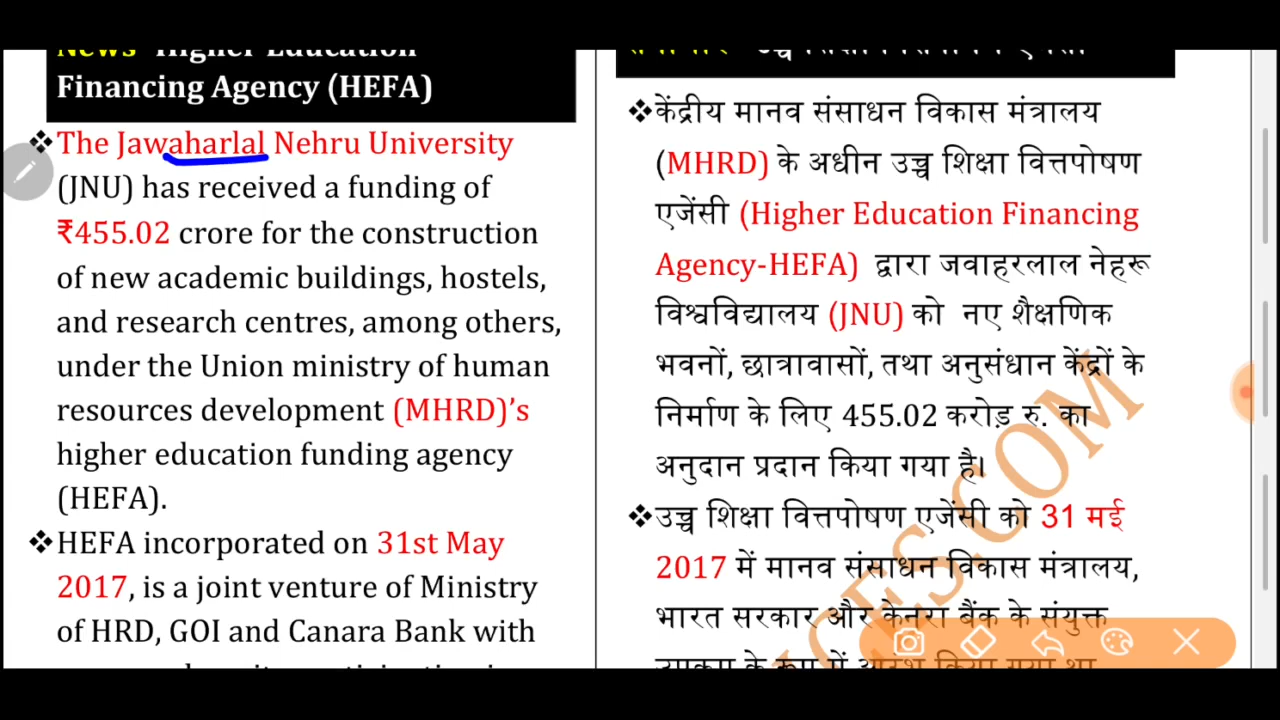 News- Higher Education
Financing Agency (HEFA)
❖The Jawaharlal Nehru University
(JNU) has received a funding of
₹455.02 crore for the construction
of new academic buildings, hostels,
and research centres, among others,
under the Union ministry of human
resources development (MHRD)’s
higher education funding agency
(HEFA).
❖HEFA incorporated on 31st May
2017, is a joint venture of Ministry
of HRD, GOI and Canara Bank with
❖केंद्रीय मानव संसाधन विकास मंत्रालय
(MHRD) के अधीन उच्च शिक्षा वित्तपोषण
एजेंसी (Higher Education Financing
Agency-HEFA) द्वारा जवाहरलाल नेहरू
विश्वविद्यालय (JNU) को नए शैक्षणिक
भवनों, छात्रावासों, तथा अनुसंधान केंद्रों के
निर्माण के लिए 455.02 करोड़ रु. का
अनुदान प्रदान किया गया है।
❖उच्च शिक्षा वित्तपोषण एजेंसी को 31 मई
2017 में मानव संसाधन विकास मंत्रालय,
भारत सरकार और केनरा बैंक के संयुक्त
CES.COM